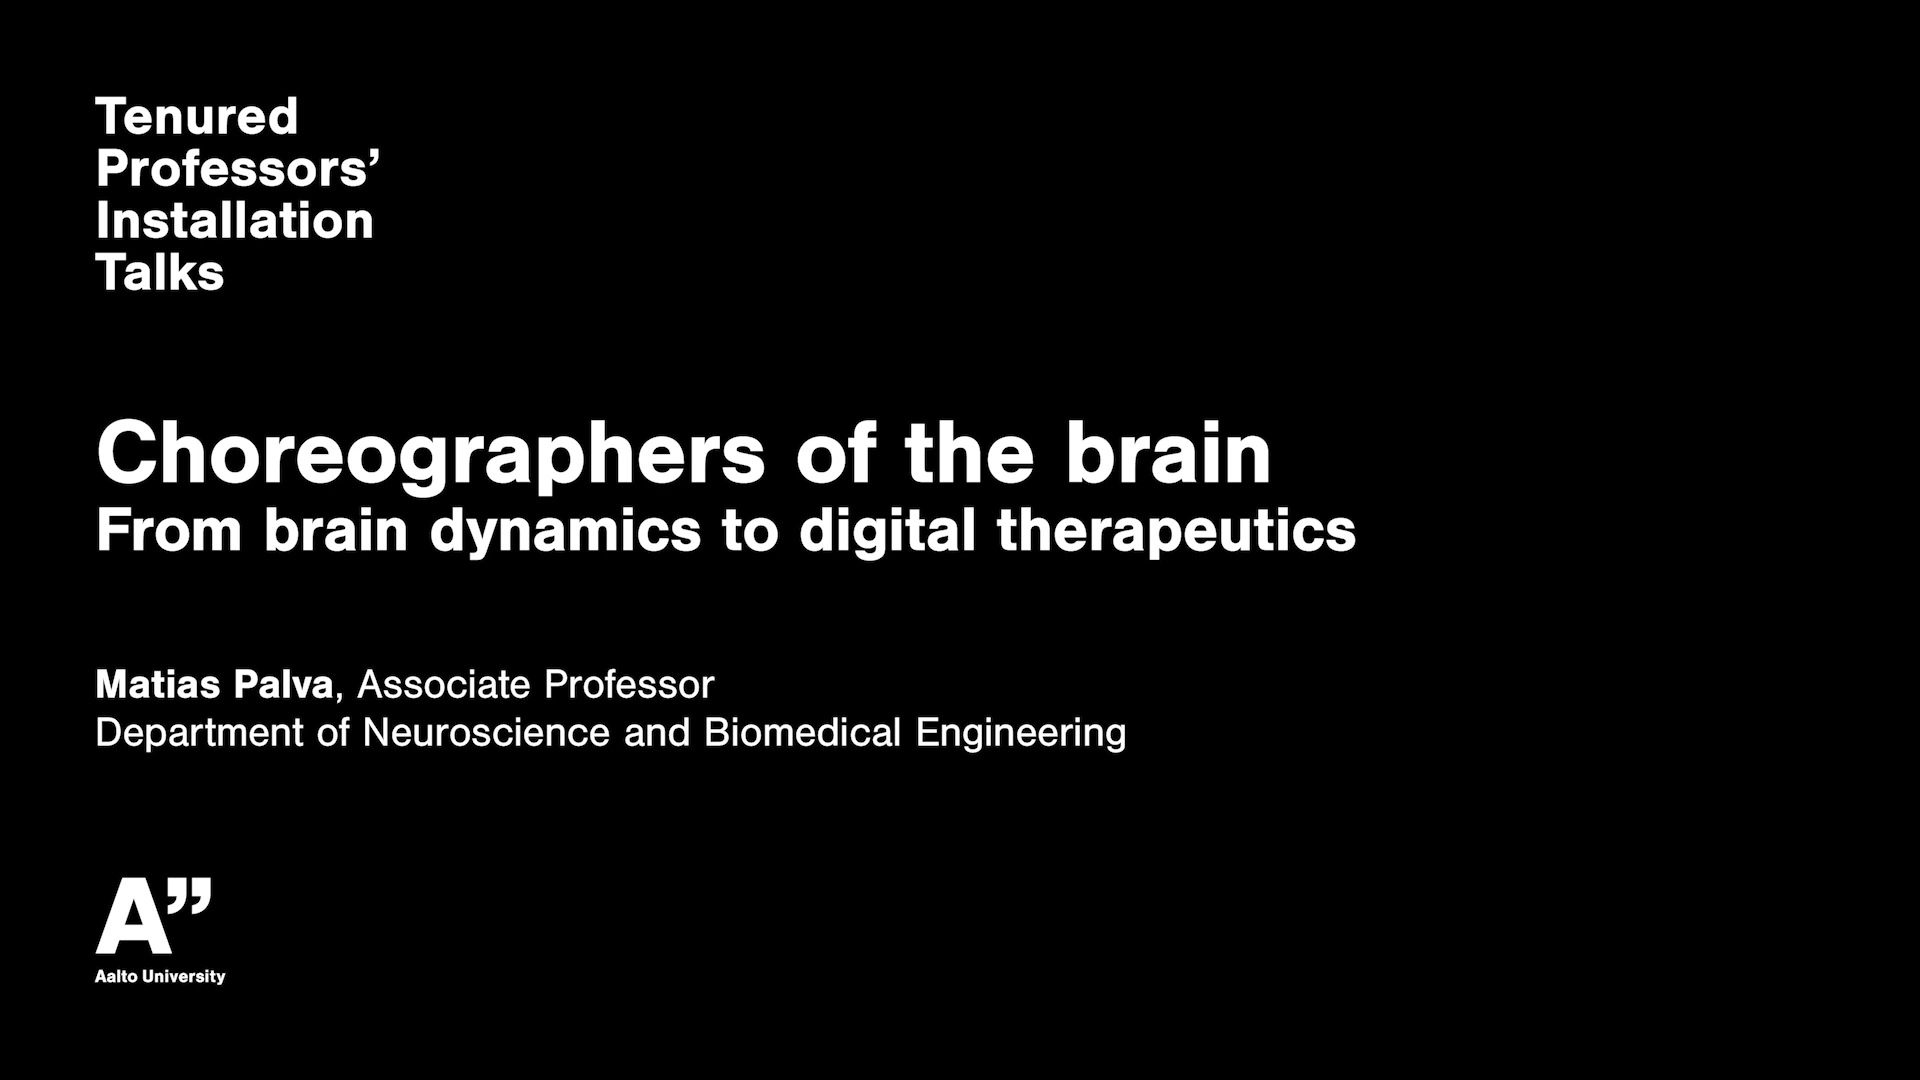 Tenured
Professors’
Installation
Talks
Choreographers of the brain
From brain dynamics to digital therapeutics
Matias Palva, Associate Professor
Department of Neuroscience and Biomedical Engineering
A”
Aalto University